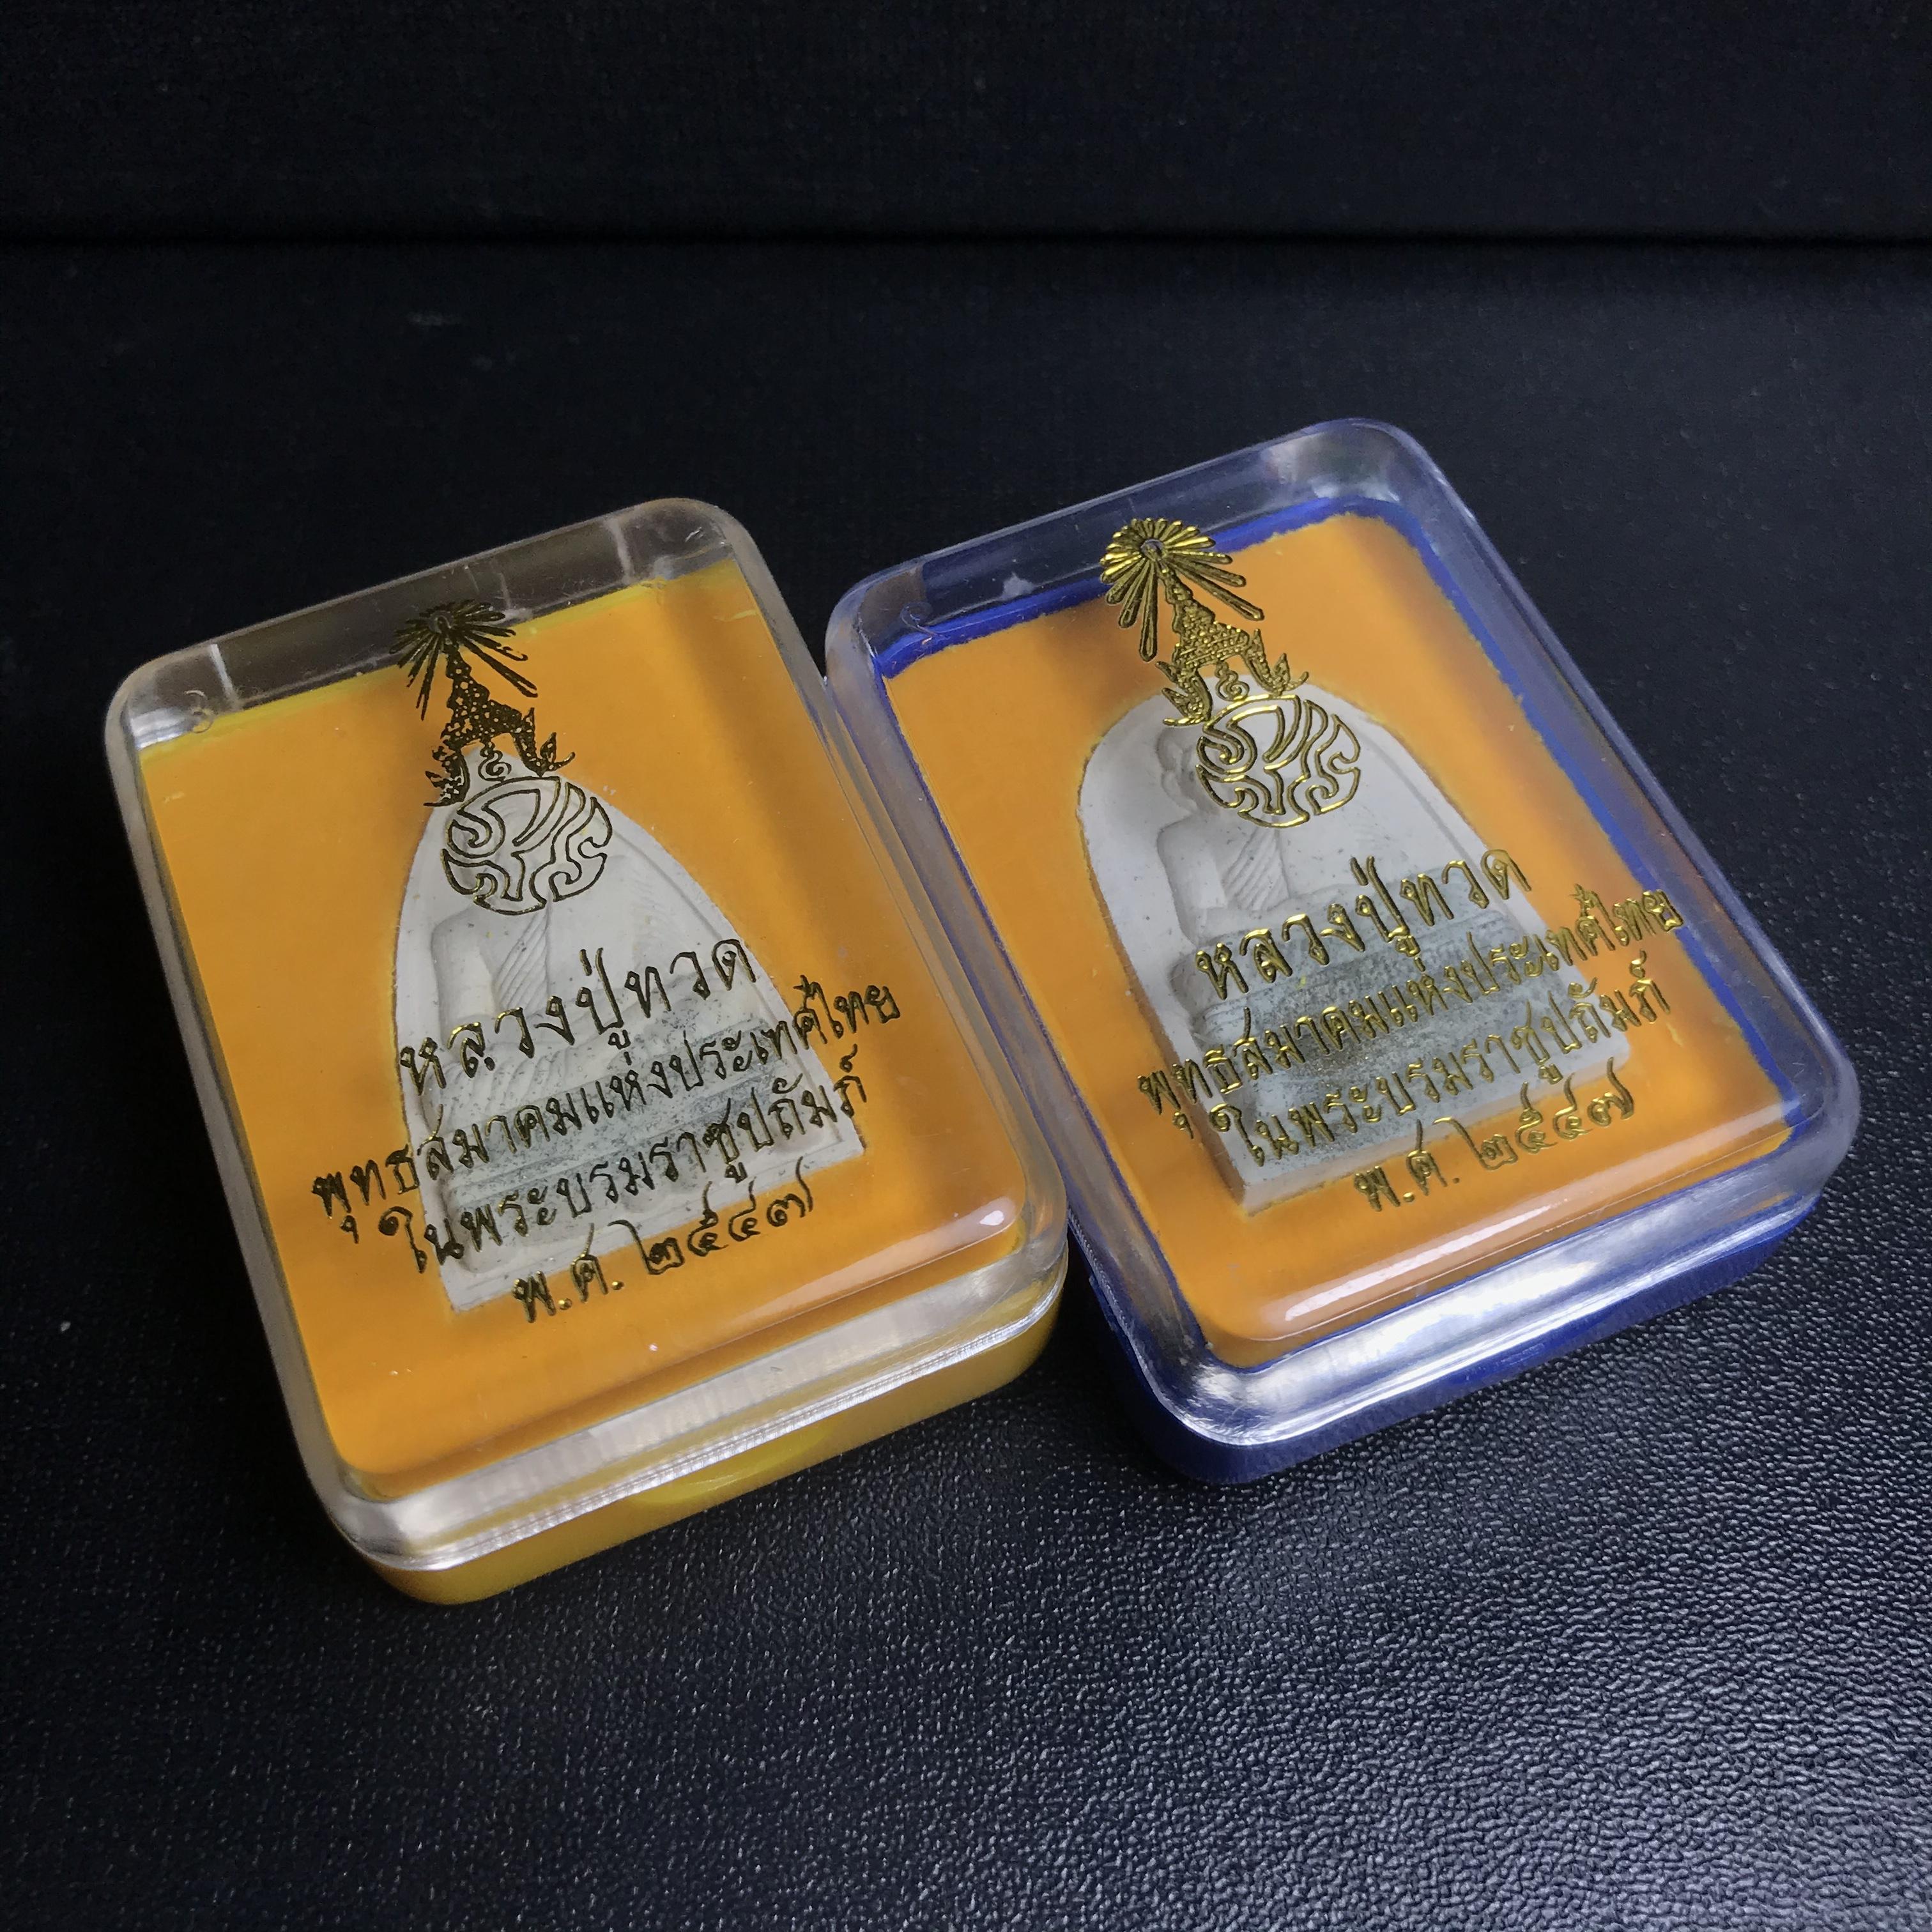 หลวงปู่ทวด
พุทธสมาคมแห่งประเทศไทย
ในพระบรมราชูปถัมภ์
พ.ศ. ๒๕๔๗
หลวงปู่ทวด
พุทธิสมาคมแห่งประเทศไทย
ในพระบรมราชูปถัมภ์
พ.ศ. ๒๕๔๗